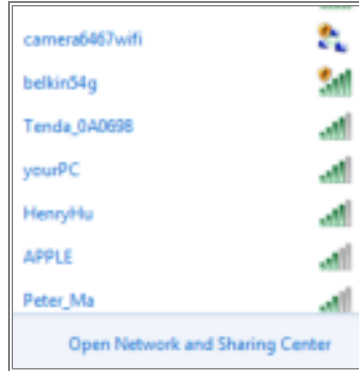 camera6467wifi
belkin54g
Tenda_0A0698
yourPC
HenryHu
APPLE
Peter_Ma
Open Network and Sharing Center